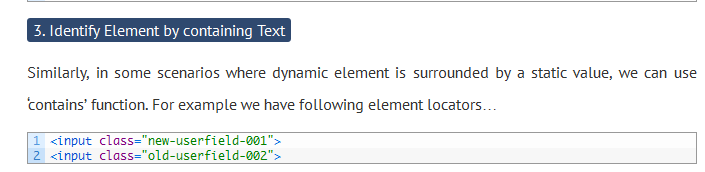 3. Identify Element by containing Text
Similarly, in some scenarios where dynamic element is surrounded by a static value, we can use
‘contains’ function. For example we have following element locators…
1 <input class="new-userfield-001">
2 <input class="old-userfield-002">